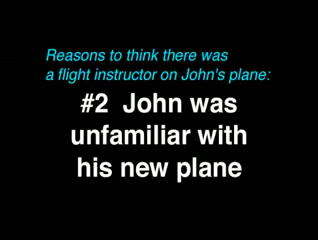 Reasons to think there was
a flight instructor on John's plane:
#2 John was
unfamiliar with
his new plane